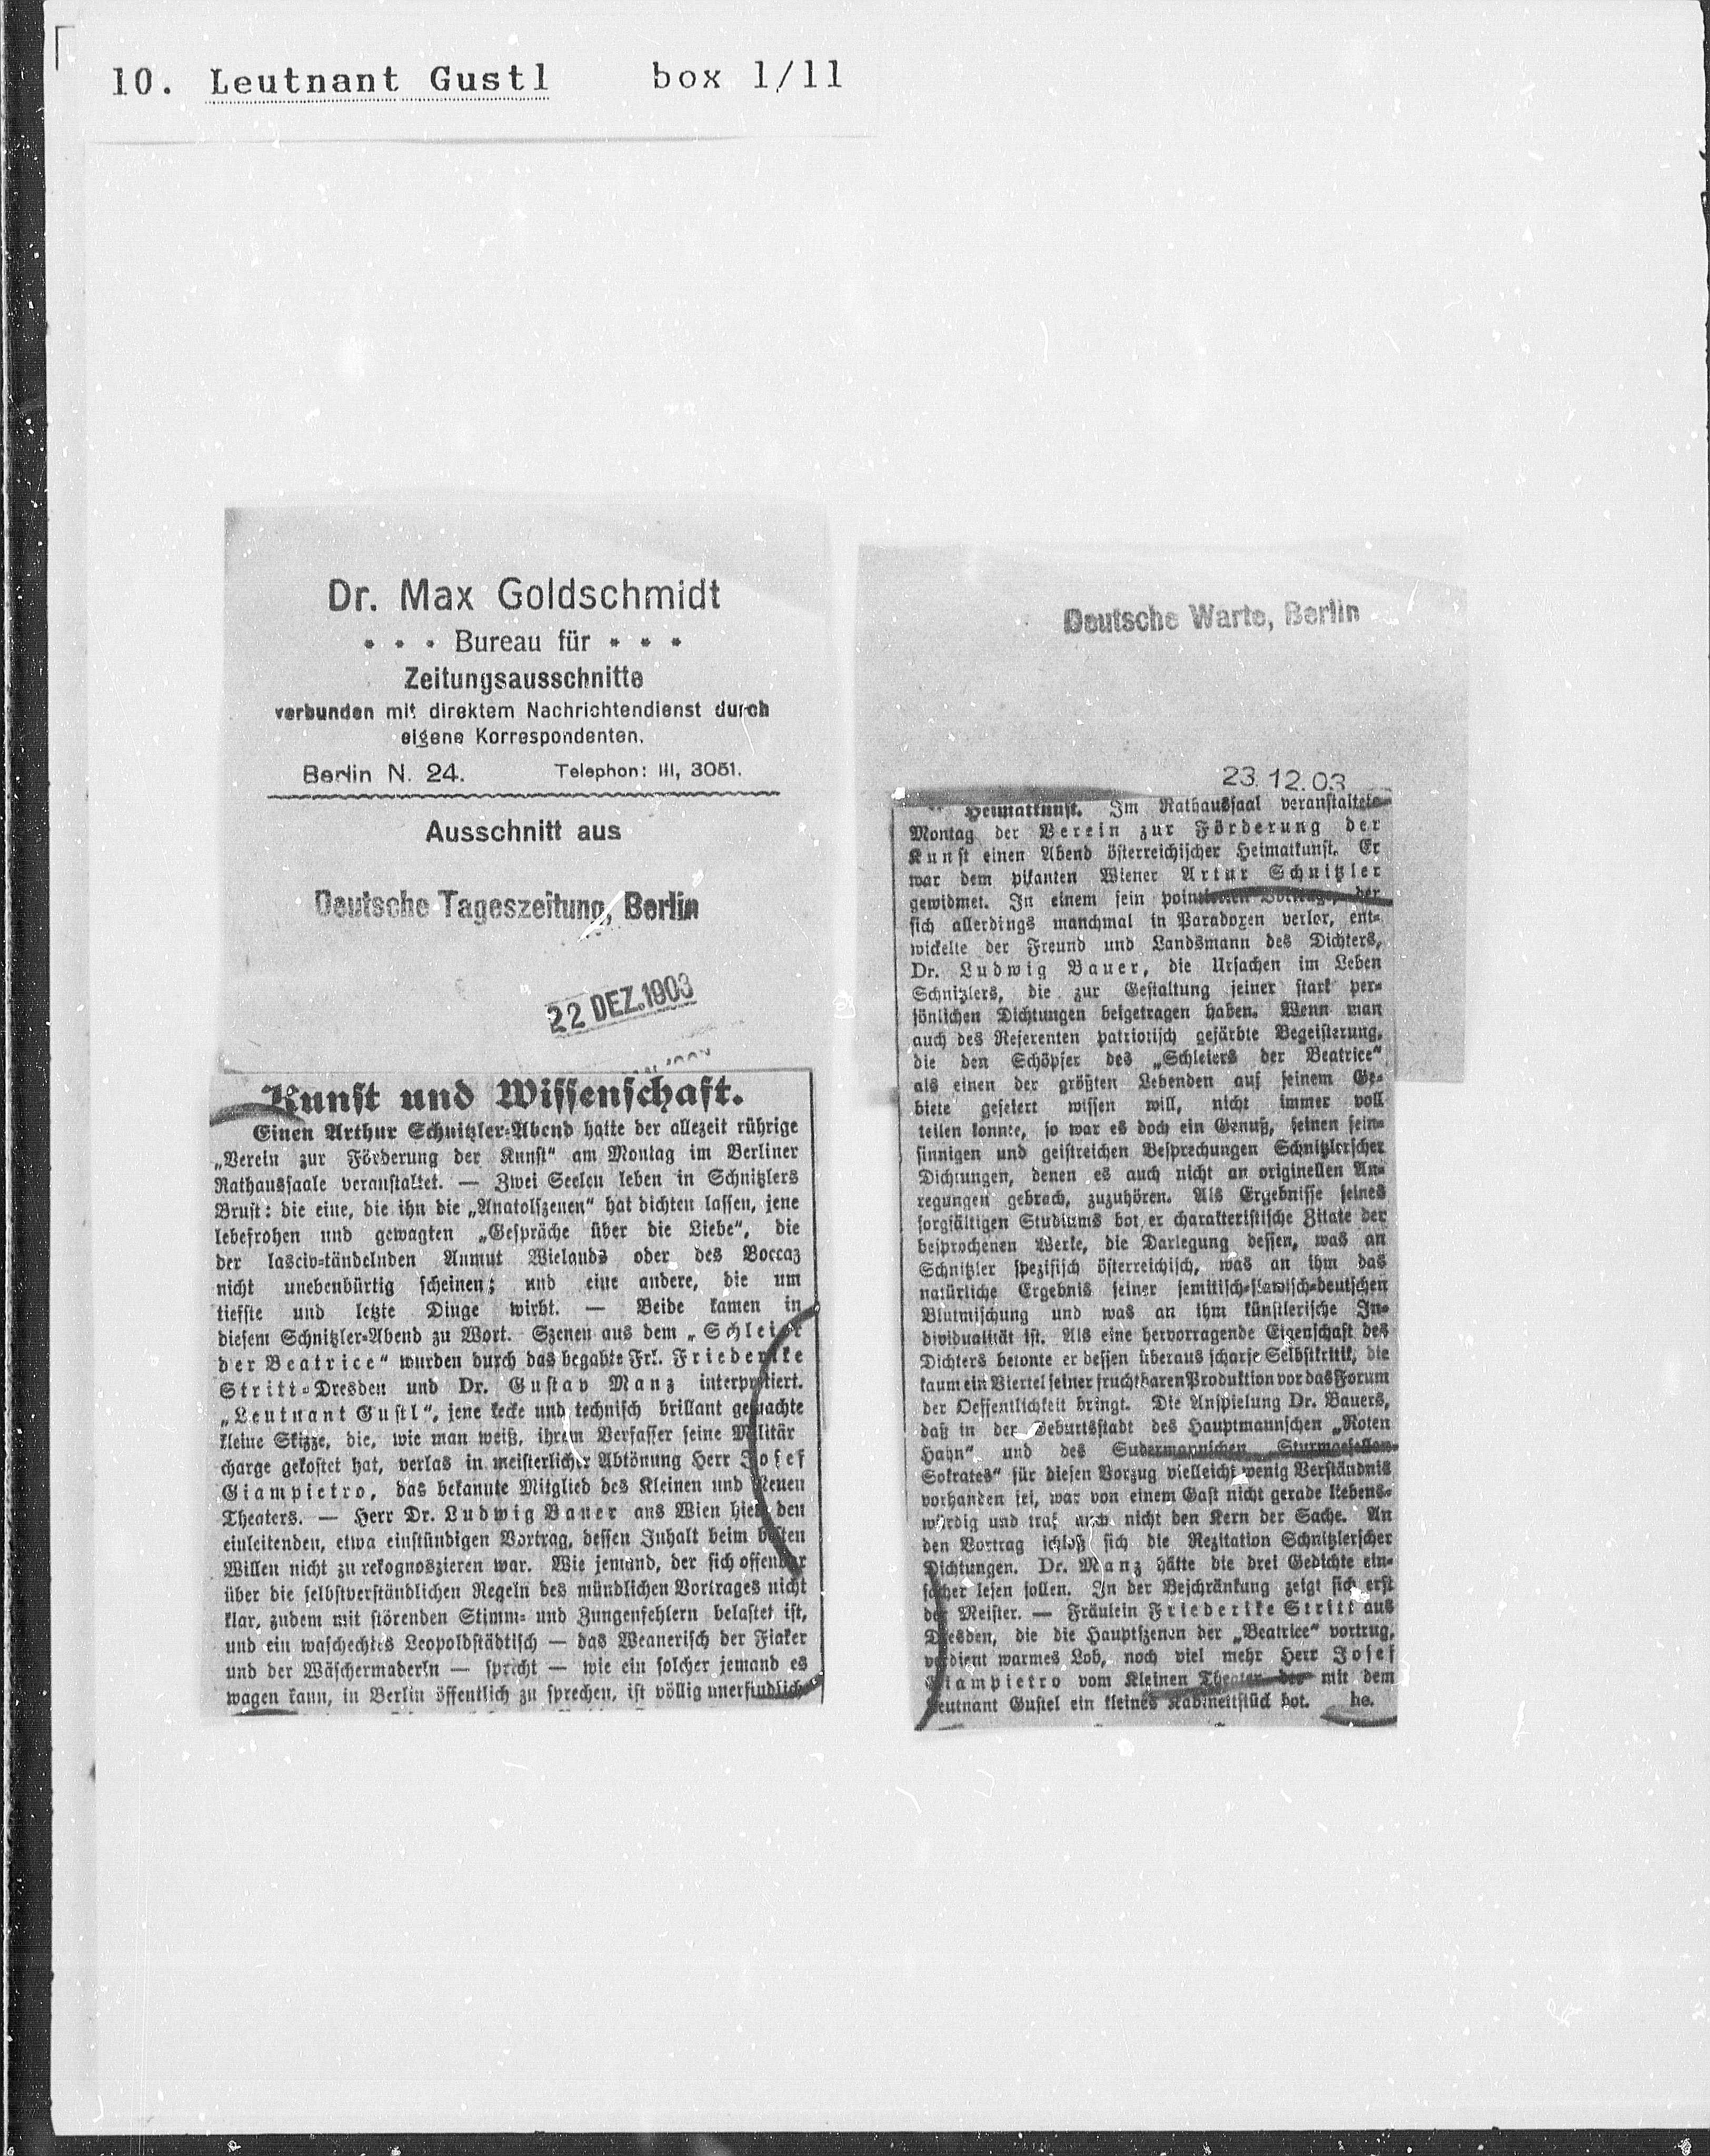 10. Leutnant Gustl box 1/11
Dr. Max Goldschmidt
Bureau für
Zeitungsausschnitte
verbunden mit direktem Nachrichtendienst durch
eigene Korrespondenten.
Berlin N. 24. Telephon: III, 3051.
Ausschnitt aus
Deutsche Tageszeitung, Berlin
22 DEZ. 1903
Kunst und Wissenschaft.
Einen Arthur Schnitzler-Abend hatte der allezeit rührige
„Verein zur Förderung der Kunst“ am Montag im Berliner
Rathaussaale veranstaltet. — Zwei Seelen leben in Schnitzlers
Brust: die eine, die ihn die „Anatolszenen“ hat dichten lassen, jene
lebefrohen und gewagten „Gespräche über die Liebe“, die
der lasciv-tändelnden Anmut Wielands oder des Boccaz
nicht unebenbürtig scheinen; und eine andere, die um
tiefste und letzte Dinge wirbt. — Beide kamen in
diesem Schnitzler-Abend zu Wort. Szenen aus dem „Schleier
der Beatrice“ wurden durch das begabte Frl. Friederike
Stritt-Dresden und Dr. Gustav Manz interpretiert.
„Leutnant Gustl“, jene kecke und technisch brillant gemachte
kleine Skizze, die, wie man weiß, ihrem Verfasser seine Militär
charge gekostet hat, verlas in meisterlicher Abtönung Herr Josef
Giampietro, das bekannte Mitglied des Kleinen und Neuen
Theaters. — Herr Dr. Ludwig Bauer aus Wien hielt den
einleitenden, etwa einstündigen Vortrag, dessen Inhalt beim besten
Willen nicht zu rekognoszieren war. Wie jemand, der sich offenbar
über die selbstverständlichen Regeln des mündlichen Vortrages nicht
klar, zudem mit störenden Stimm- und Zungenfehlern belastet ist,
und ein waschechtes Leopoldstädtisch — das Weanerisch der Fiaker
und der Wäschermaderln — spricht — wie ein solcher jemand es
wagen kann, in Berlin öffentlich zu sprechen, ist völlig unerfindlich
Deutsche Warte, Berlin
23.12.03
Heimatkunst. Im Rathaussaal veranstaltete
Montag der Verein zur Förderung der
Kunst einen Abend österreichischer Heimatkunst. Er
war dem pikanten Wiener Artur Schnitzler
gewidmet. In einem fein pointierten Vortrage, der
sich allerdings manchmal in Paradoxen verlor, ent-
wickelte der Freund und Landsmann des Dichters,
Dr. Ludwig Bauer, die Ursachen im Leben
Schnitzlers, die zur Gestaltung seiner stark per-
sönlichen Dichtungen beigetragen haben. Wenn man
auch des Referenten patriotisch gefärbte Begeisterung,
die den Schöpfer des „Schleiers der Beatrice“
als einen der größten Lebenden auf seinem Ge-
biete gefeiert wissen will, nicht immer voll
teilen konnte, so war es doch ein Genuß, seinen fein-
sinnigen und geistreichen Besprechungen Schnitzlerscher
Dichtungen, denen es auch nicht an originellen An-
regungen gebrach, zuzuhören. Als Ergebnisse seines
sorgfältigen Studiums bot er charakteristische Zitate der
besprochenen Werke, die Darlegung dessen, was an
Schnitzler spezifisch österreichisch, was an ihm das
natürliche Ergebnis seiner semitisch-slawisch-deutschen
Blutmischung und was an ihm künstlerische In-
dividualität ist. Als eine hervorragende Eigenschaft des
Dichters betonte er dessen überaus scharfe Selbstkritik, die
kaum ein Viertel seiner fruchtbaren Produktion vor das Forum
der Oeffentlichkeit bringt. Die Anspielung Dr. Bauers,
daß in der Geburtsstadt des Hauptmannschen „Roten
Hahn“ und des Sudermannschen „Sturmgesellen
Sokrates“ für diesen Vorzug vielleicht wenig Verständnis
vorhanden sei, war von einem Gast nicht gerade liebens-
würdig und traf auch nicht den Kern der Sache. An
den Vortrag schloß sich die Rezitation Schnitzlerscher
Dichtungen. Dr. Manz hätte die drei Gedichte ein-
facher lesen sollen. In der Beschränkung zeigt sich erst
der Meister. — Fräulein Friederike Stritt aus
Dresden, die die Hauptszenen der „Beatrice“ vortrug,
verdient warmes Lob, noch viel mehr Herr Josef
Giampietro vom Kleinen Theater, der mit dem
Leutnant Gustel ein kleines Kabinettstück bot. he.